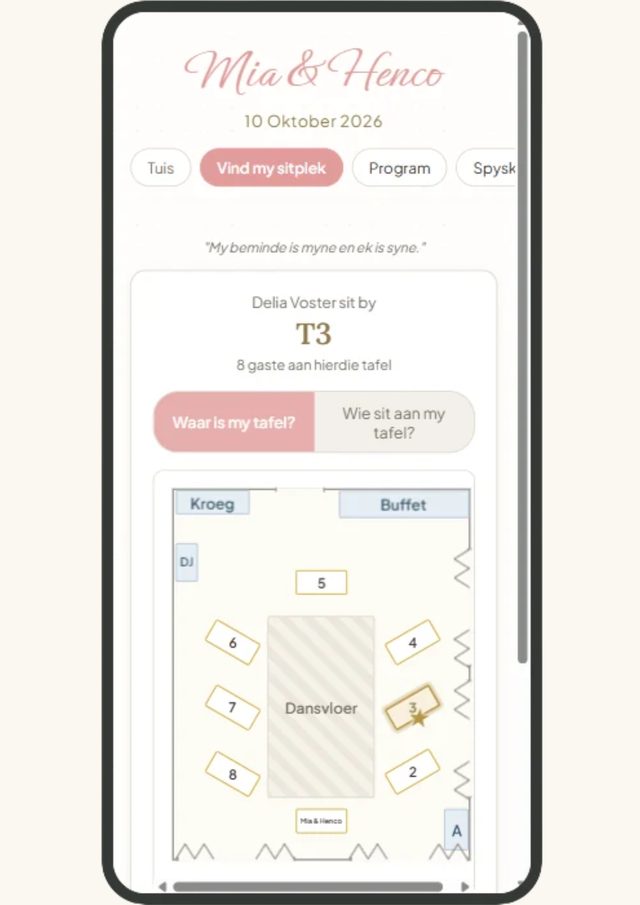 Mia & Henco
10 Oktober 2026
Tuis
Vind my sitplek
Program
Spysk
"My beminde is myne en ek is syne."
Delia Voster sit by
T3
8 gaste aan hierdie tafel
Waar is my tafel?
Wie sit aan my
tafel?
Kroeg
Buffet
DJ
5
6
4
7
Dansvloer
3
8
2
Mia & Henco
A